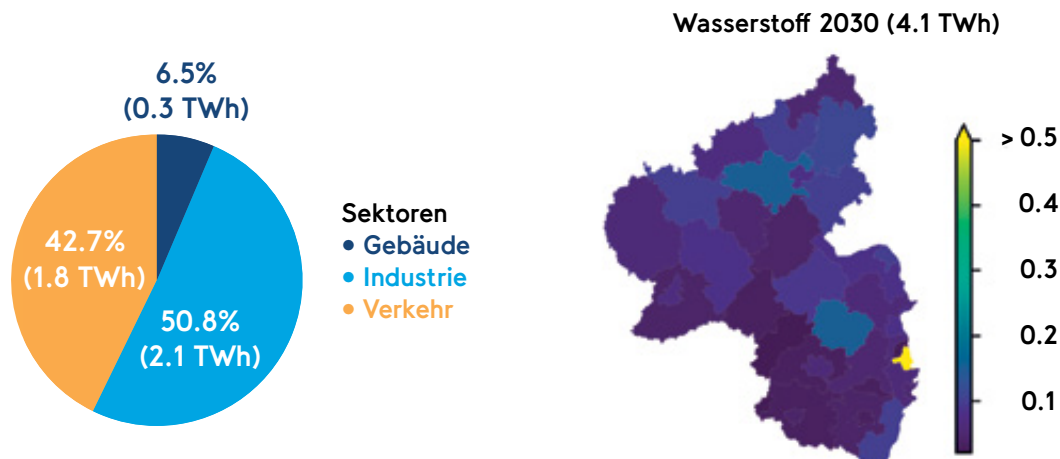 6.5%
(0.3 TWh)
42.7%
(1.8 TWh)
50.8%
(2.1 TWh)
Sektoren
Gebäude
Industrie
Verkehr
Wasserstoff 2030 (4.1 TWh)
> 0.5
0.4
0.3
0.2
0.1